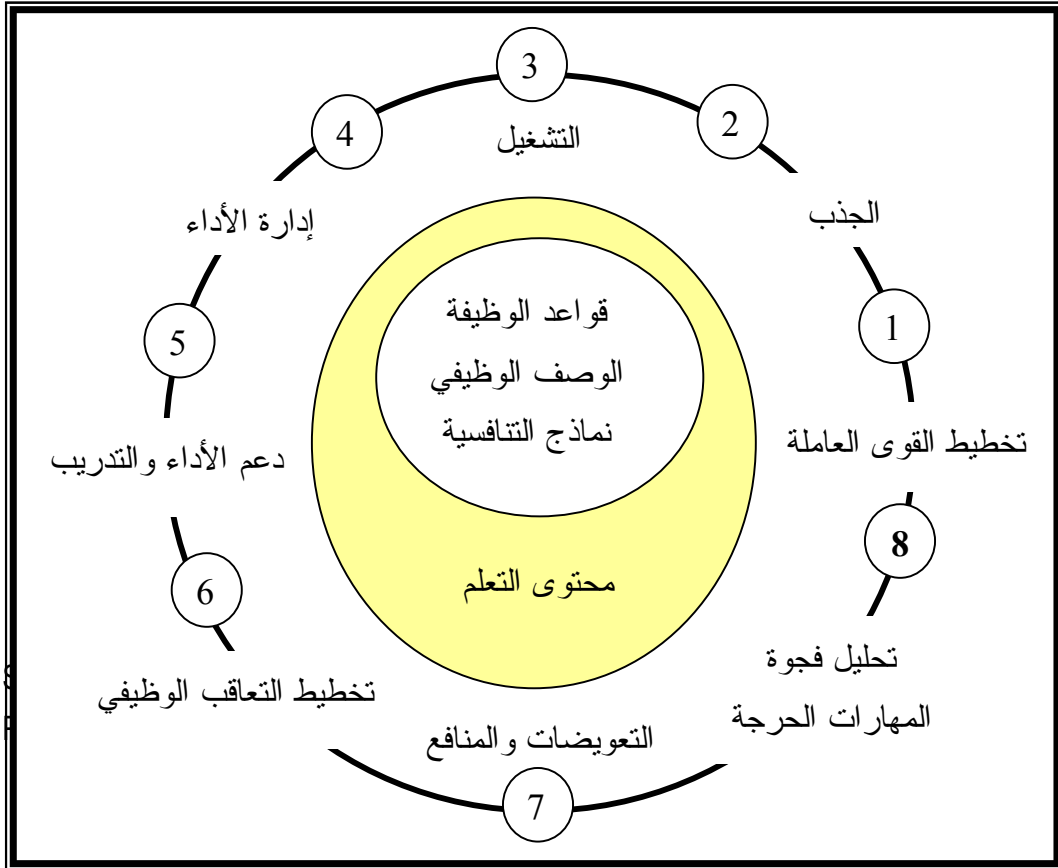 3
2
4
التشغيل
الجذب
إدارة الأداء
1
5
قواعد الوظيفة
الوصف الوظيفي
نماذج التنافسية
تخطيط القوى العاملة
دعم الأداء والتدريب
8
6
محتوى التعلم
تحليل فجوة
المهارات الحرجة
تخطيط التعاقب الوظيفي
التعويضات والمنافع
7